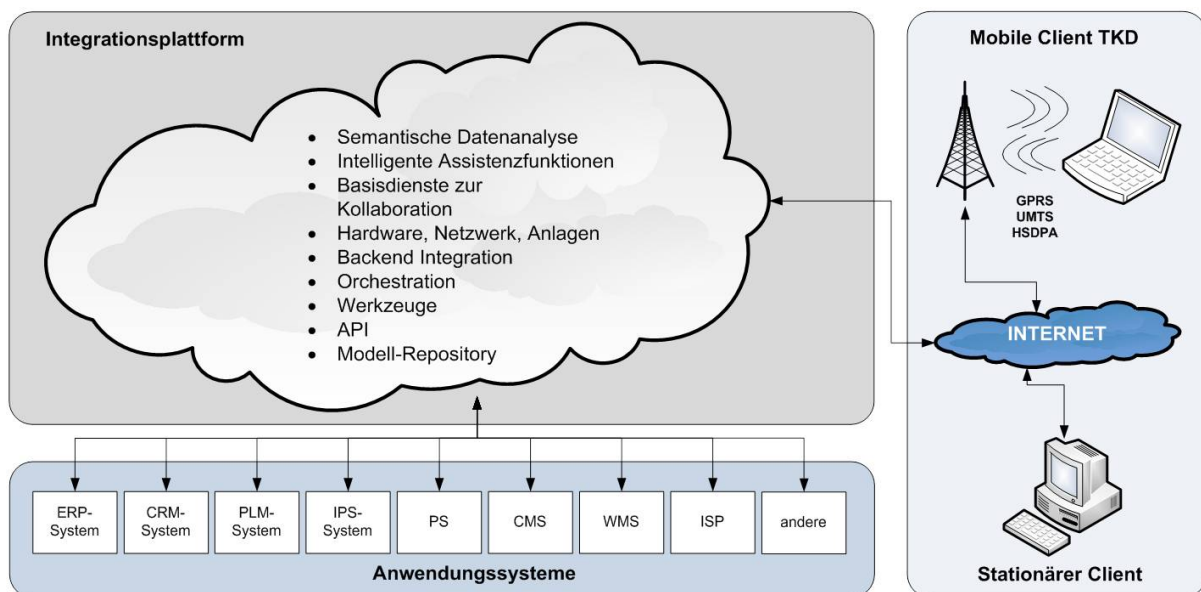 Integrationsplattform
• Semantische Datenanalyse
• Intelligente Assistenzfunktionen
• Basisdienste zur
Kollaboration
• Hardware, Netzwerk, Anlagen
• Backend Integration
• Orchestration
• Werkzeuge
• API
• Modell-Repository
ERP-
System
CRM-
System
PLM-
System
IPS-
System
PS
CMS
WMS
ISP
andere
Anwendungssysteme
Mobile Client TKD
GPRS
UMTS
HSDPA
INTERNET
Stationärer Client